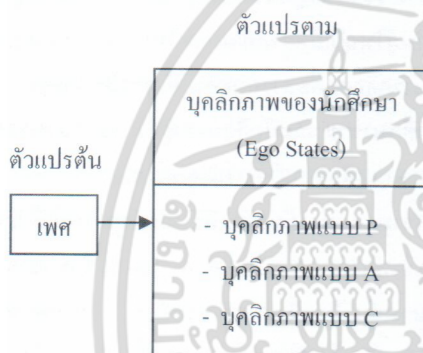 ตัวแปรตาม
บุคลิกภาพของนักศึกษา
(Ego States)
ตัวแปรต้น
เพศ
- บุคลิกภาพแบบ P
- บุคลิกภาพแบบ A
- บุคลิกภาพแบบ C